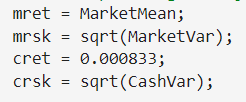 mret = MarketMean;
mrsk = sqrt(MarketVar);
cret = 0.000833;
crsk = sqrt(CashVar);